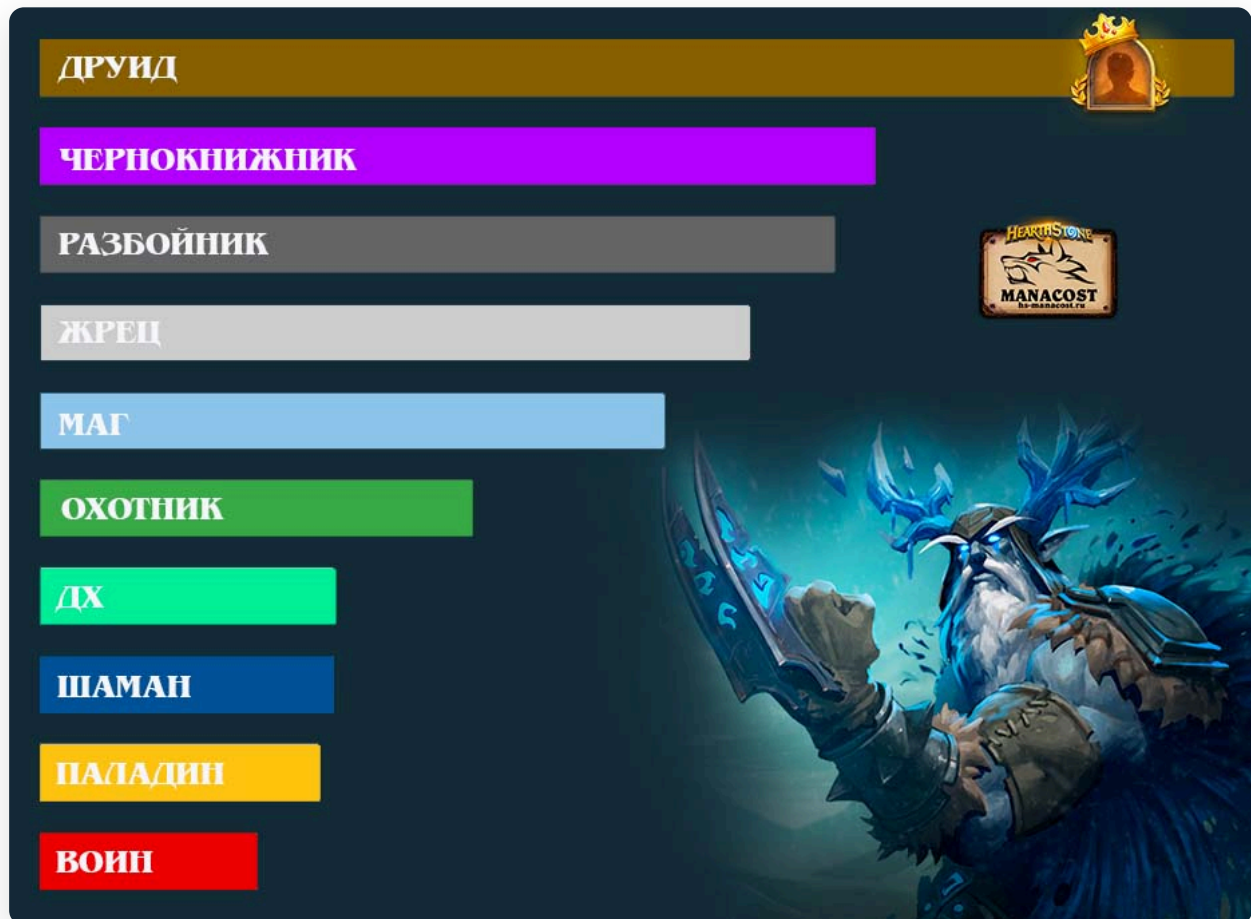 ДРУИД
ЧЕРНОКНИЖНИК
РАЗБОЙНИК
HEARTHSTONE
MANACOST
hs-manacost.ru
ЖРЕЦ
МАГ
ОХОТНИК
ДХ
ШАМАН
ПАЛАДИН
ВОИН